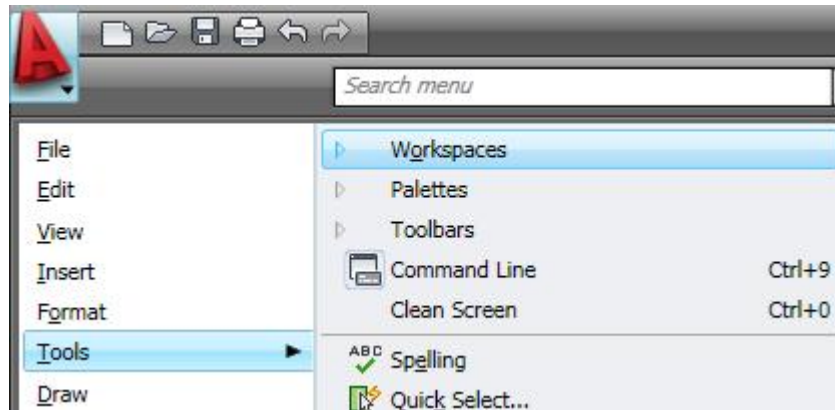 Search menu
File
Edit
View
Insert
Format
Tools
Draw
Workspaces
Palettes
Toolbars
Command Line Ctrl+9
Clean Screen Ctrl+0
ABC Spelling
Quick Select...